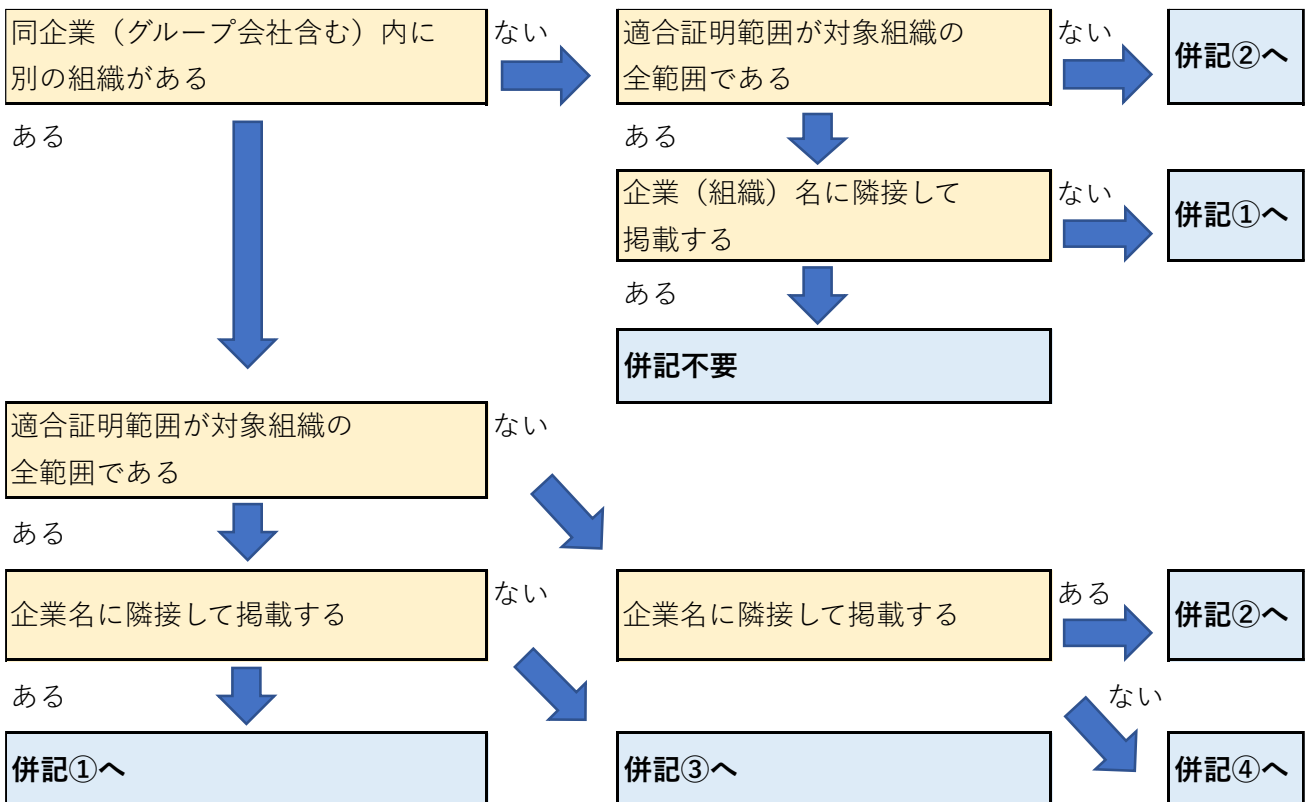 同企業（グループ会社含む）内に
別の組織がある
ない
適合証明範囲が対象組織の
全範囲である
ない
併記②へ
ある
ある
企業（組織）名に隣接して
掲載する
ない
併記①へ
ある
併記不要
適合証明範囲が対象組織の
全範囲である
ない
ある
企業名に隣接して掲載する
ない
企業名に隣接して掲載する
ある
併記②へ
ある
ない
併記①へ
併記③へ
併記④へ